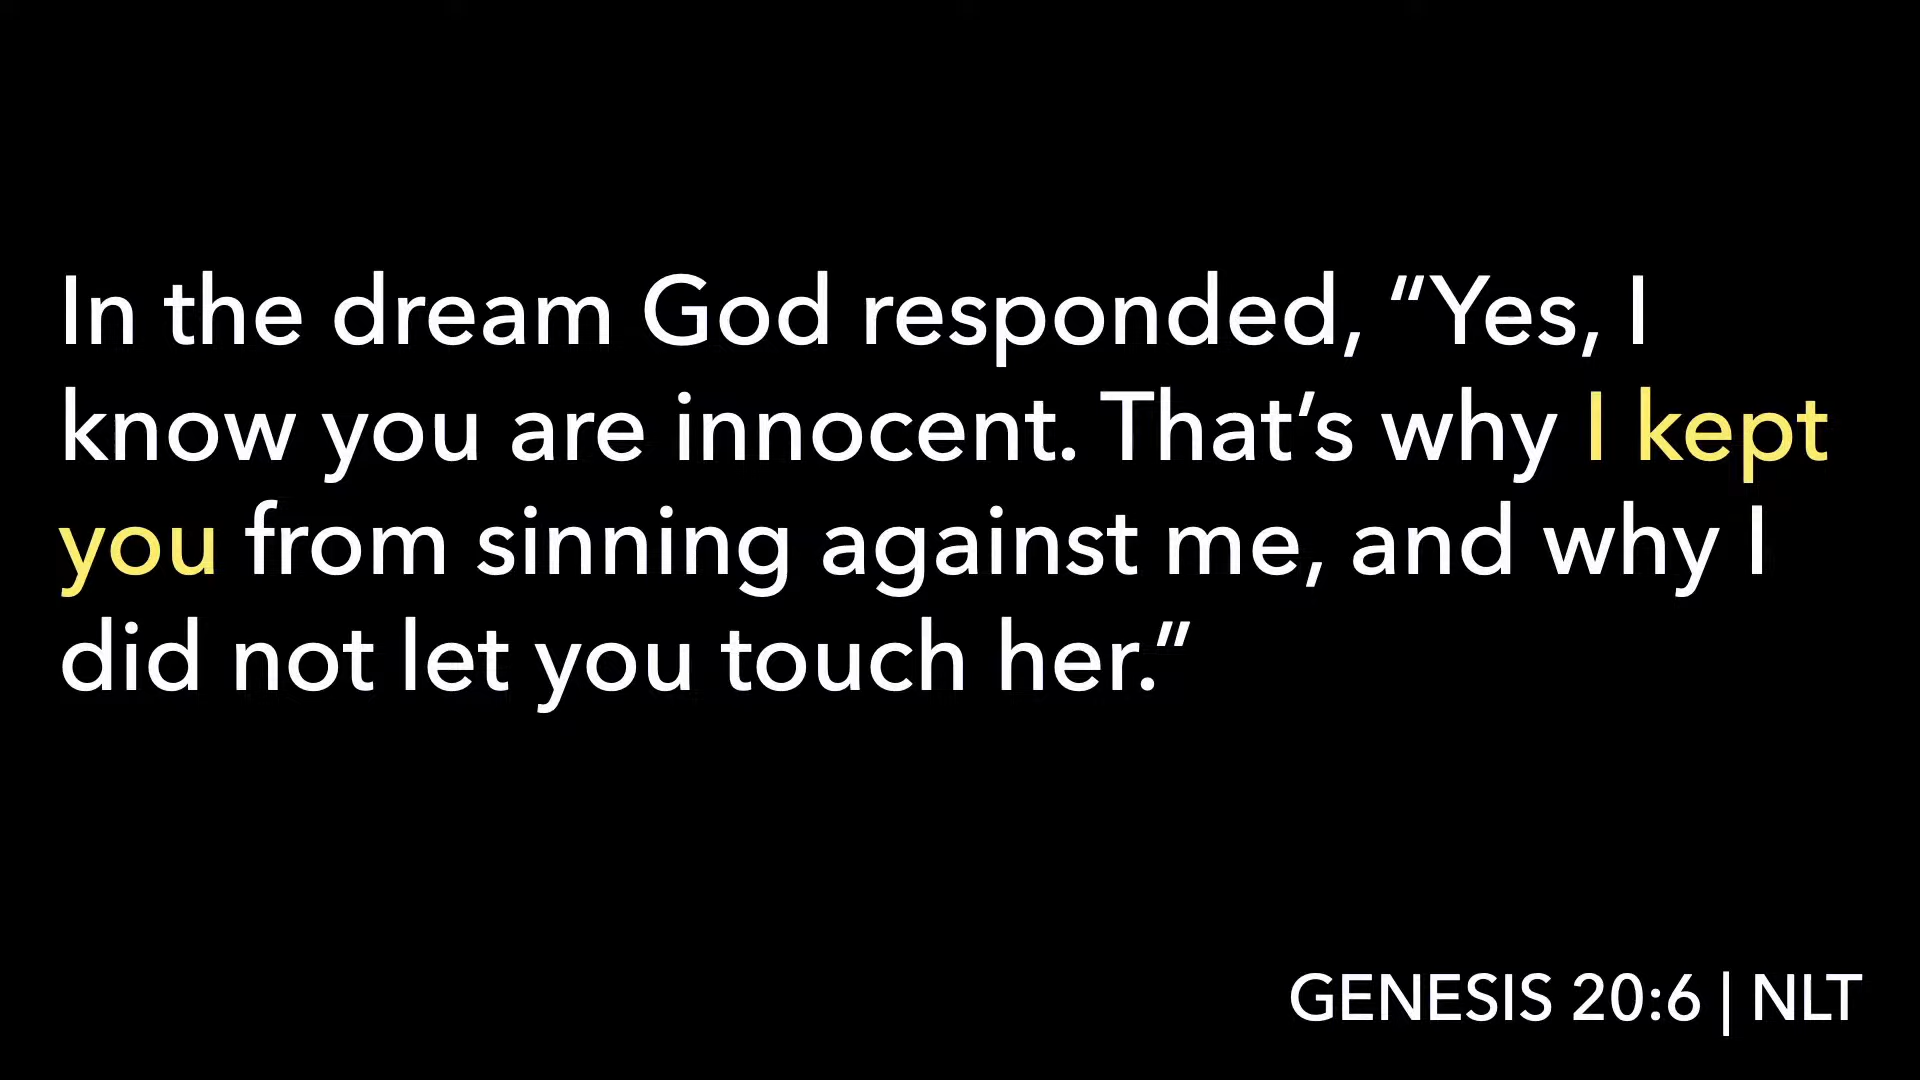 In the dream God responded, “Yes, I
know you are innocent. That’s why I kept
you from sinning against me, and why I
did not let you touch her.”
GENESIS 20:6 | NLT